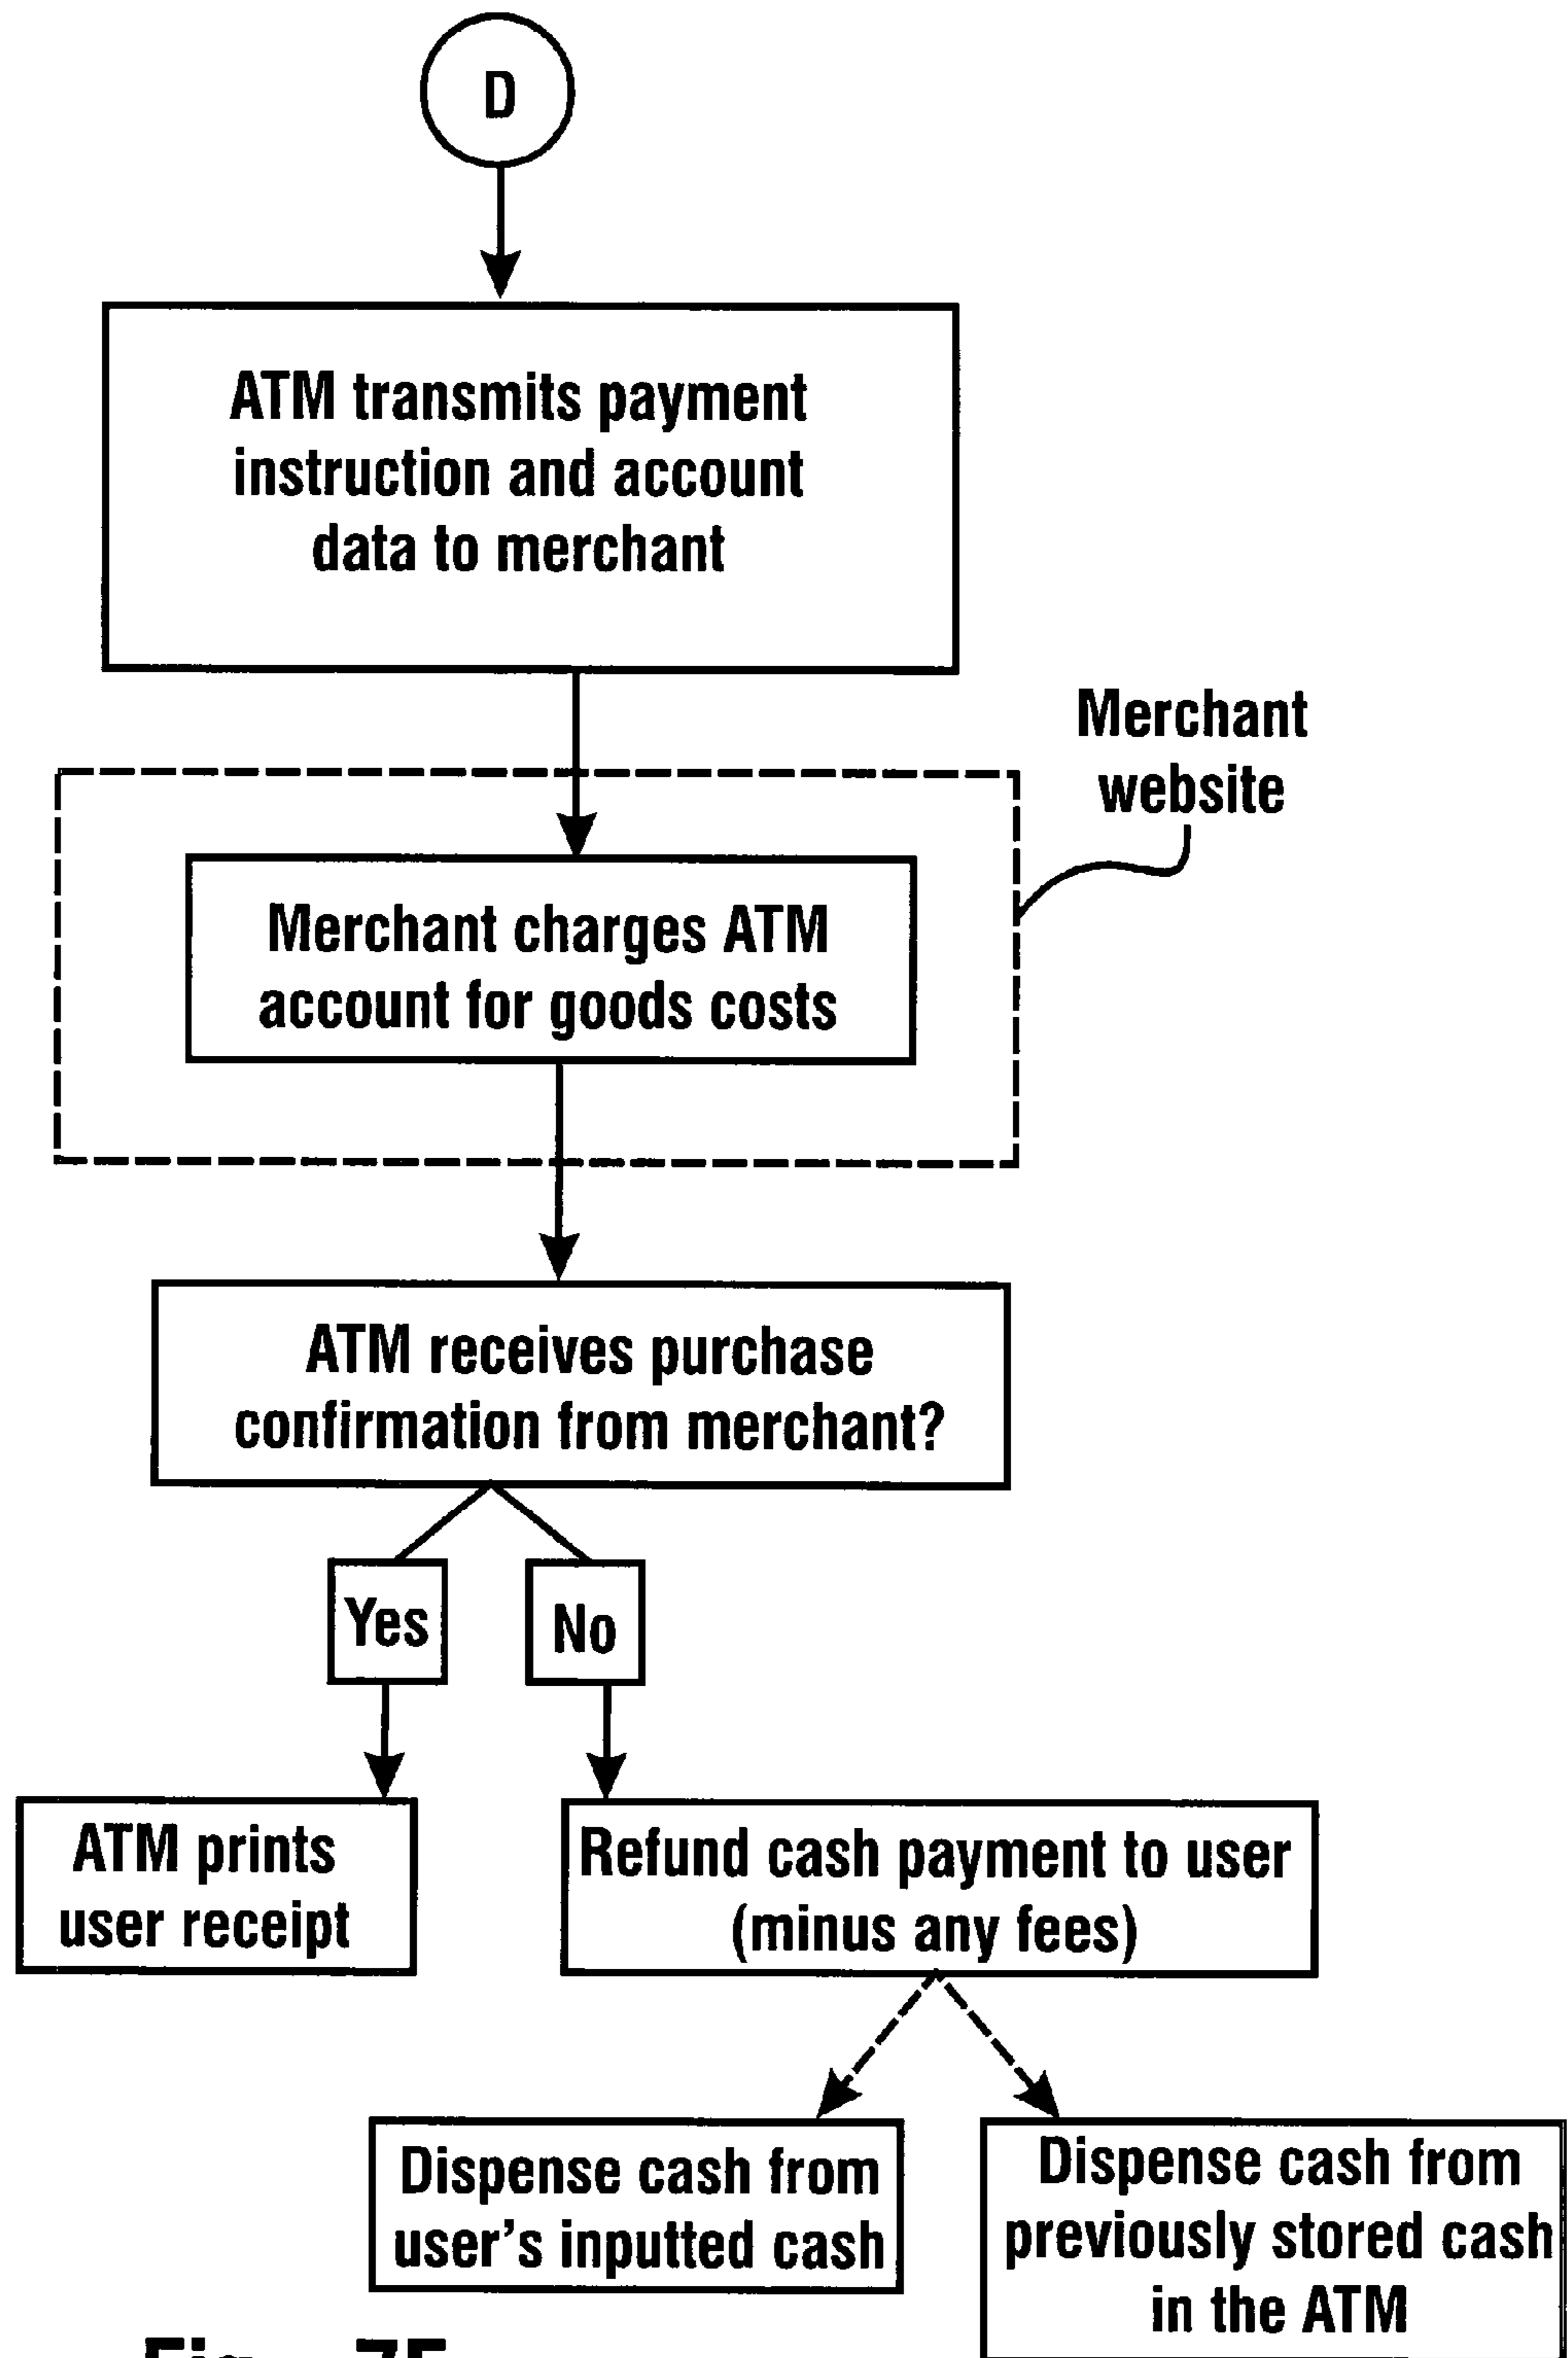 D
ATM transmits payment
instruction and account
data to merchant
Merchant
website
Merchant charges ATM
account for goods costs
ATM receives purchase
confirmation from merchant?
Yes
No
ATM prints
user receipt
Refund cash payment to user
(minus any fees)
Dispense cash from
user's inputted cash
Dispense cash from
previously stored cash
in the ATM